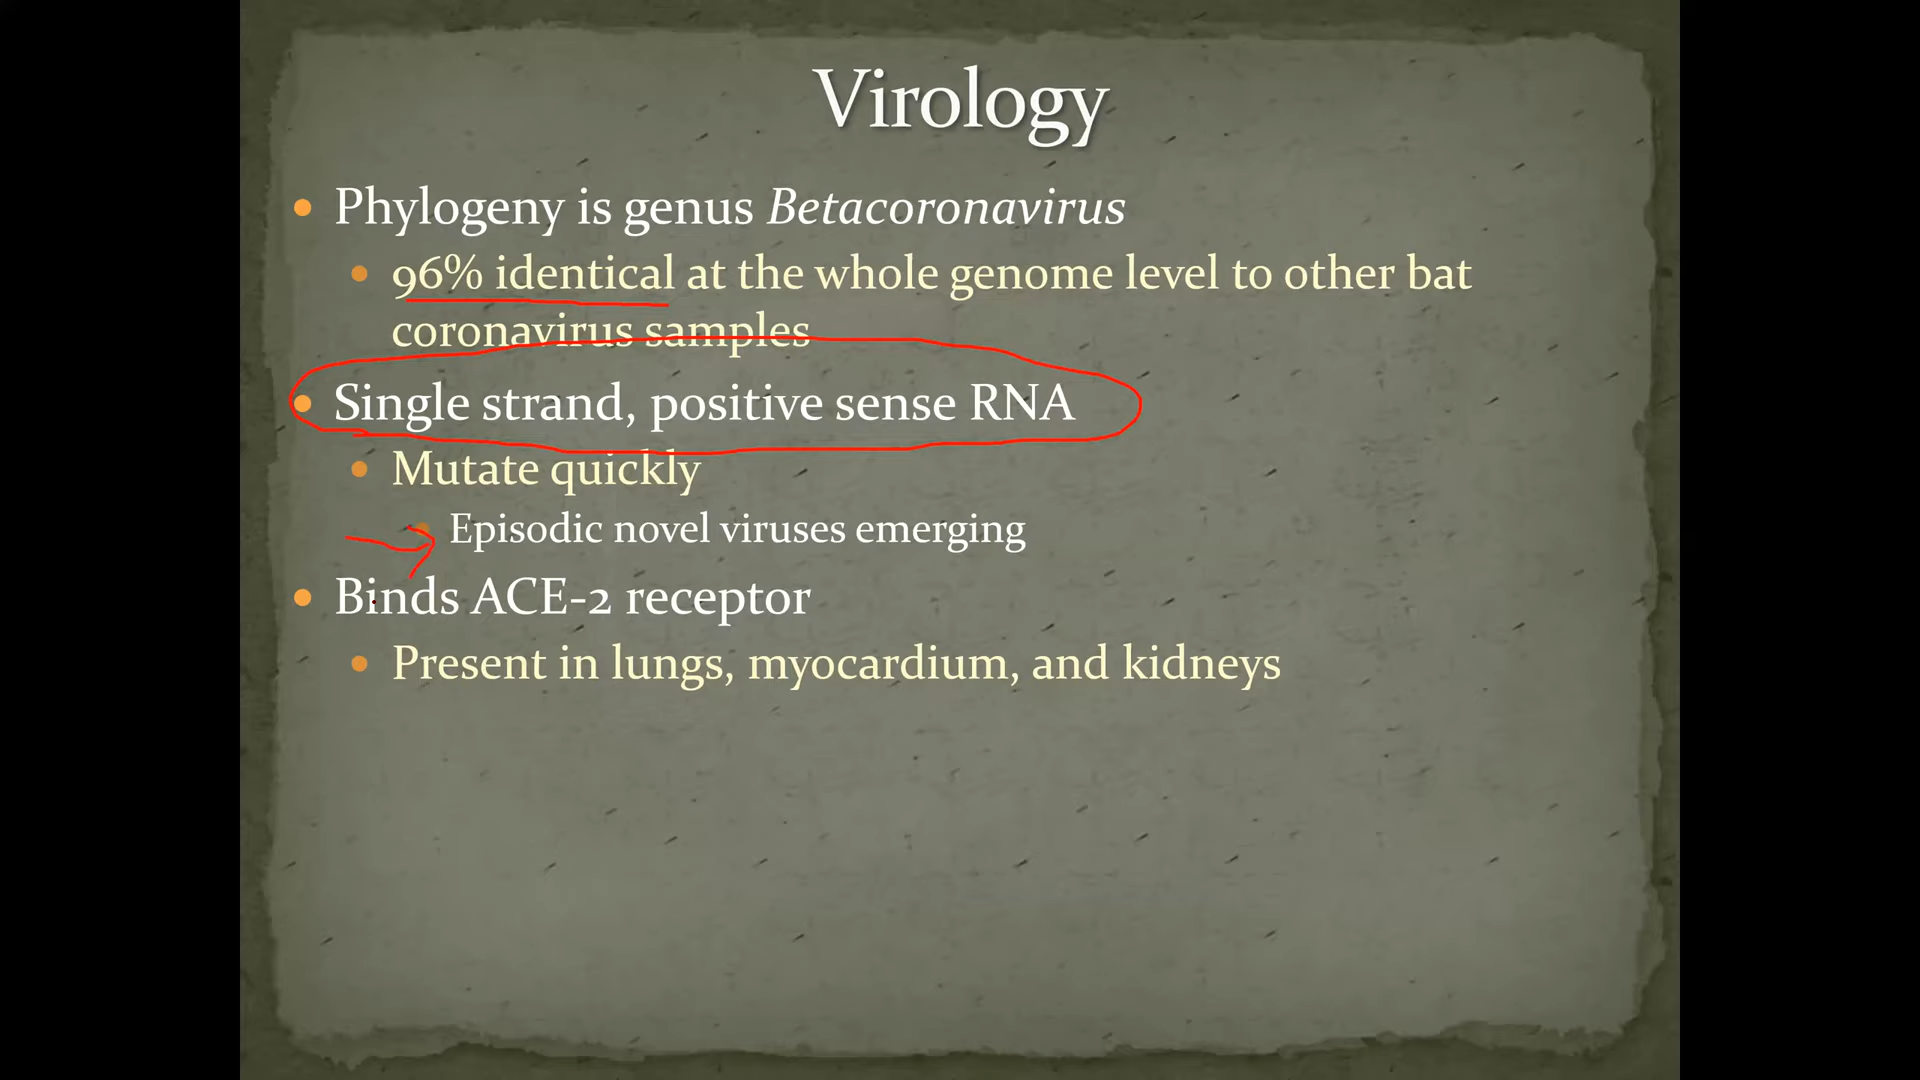 Virology
• Phylogeny is genus Betacoronavirus
• 96% identical at the whole genome level to other bat
coronavirus samples
• Single strand, positive sense RNA
• Mutate quickly
• Episodic novel viruses emerging
• Binds ACE-2 receptor
• Present in lungs, myocardium, and kidneys